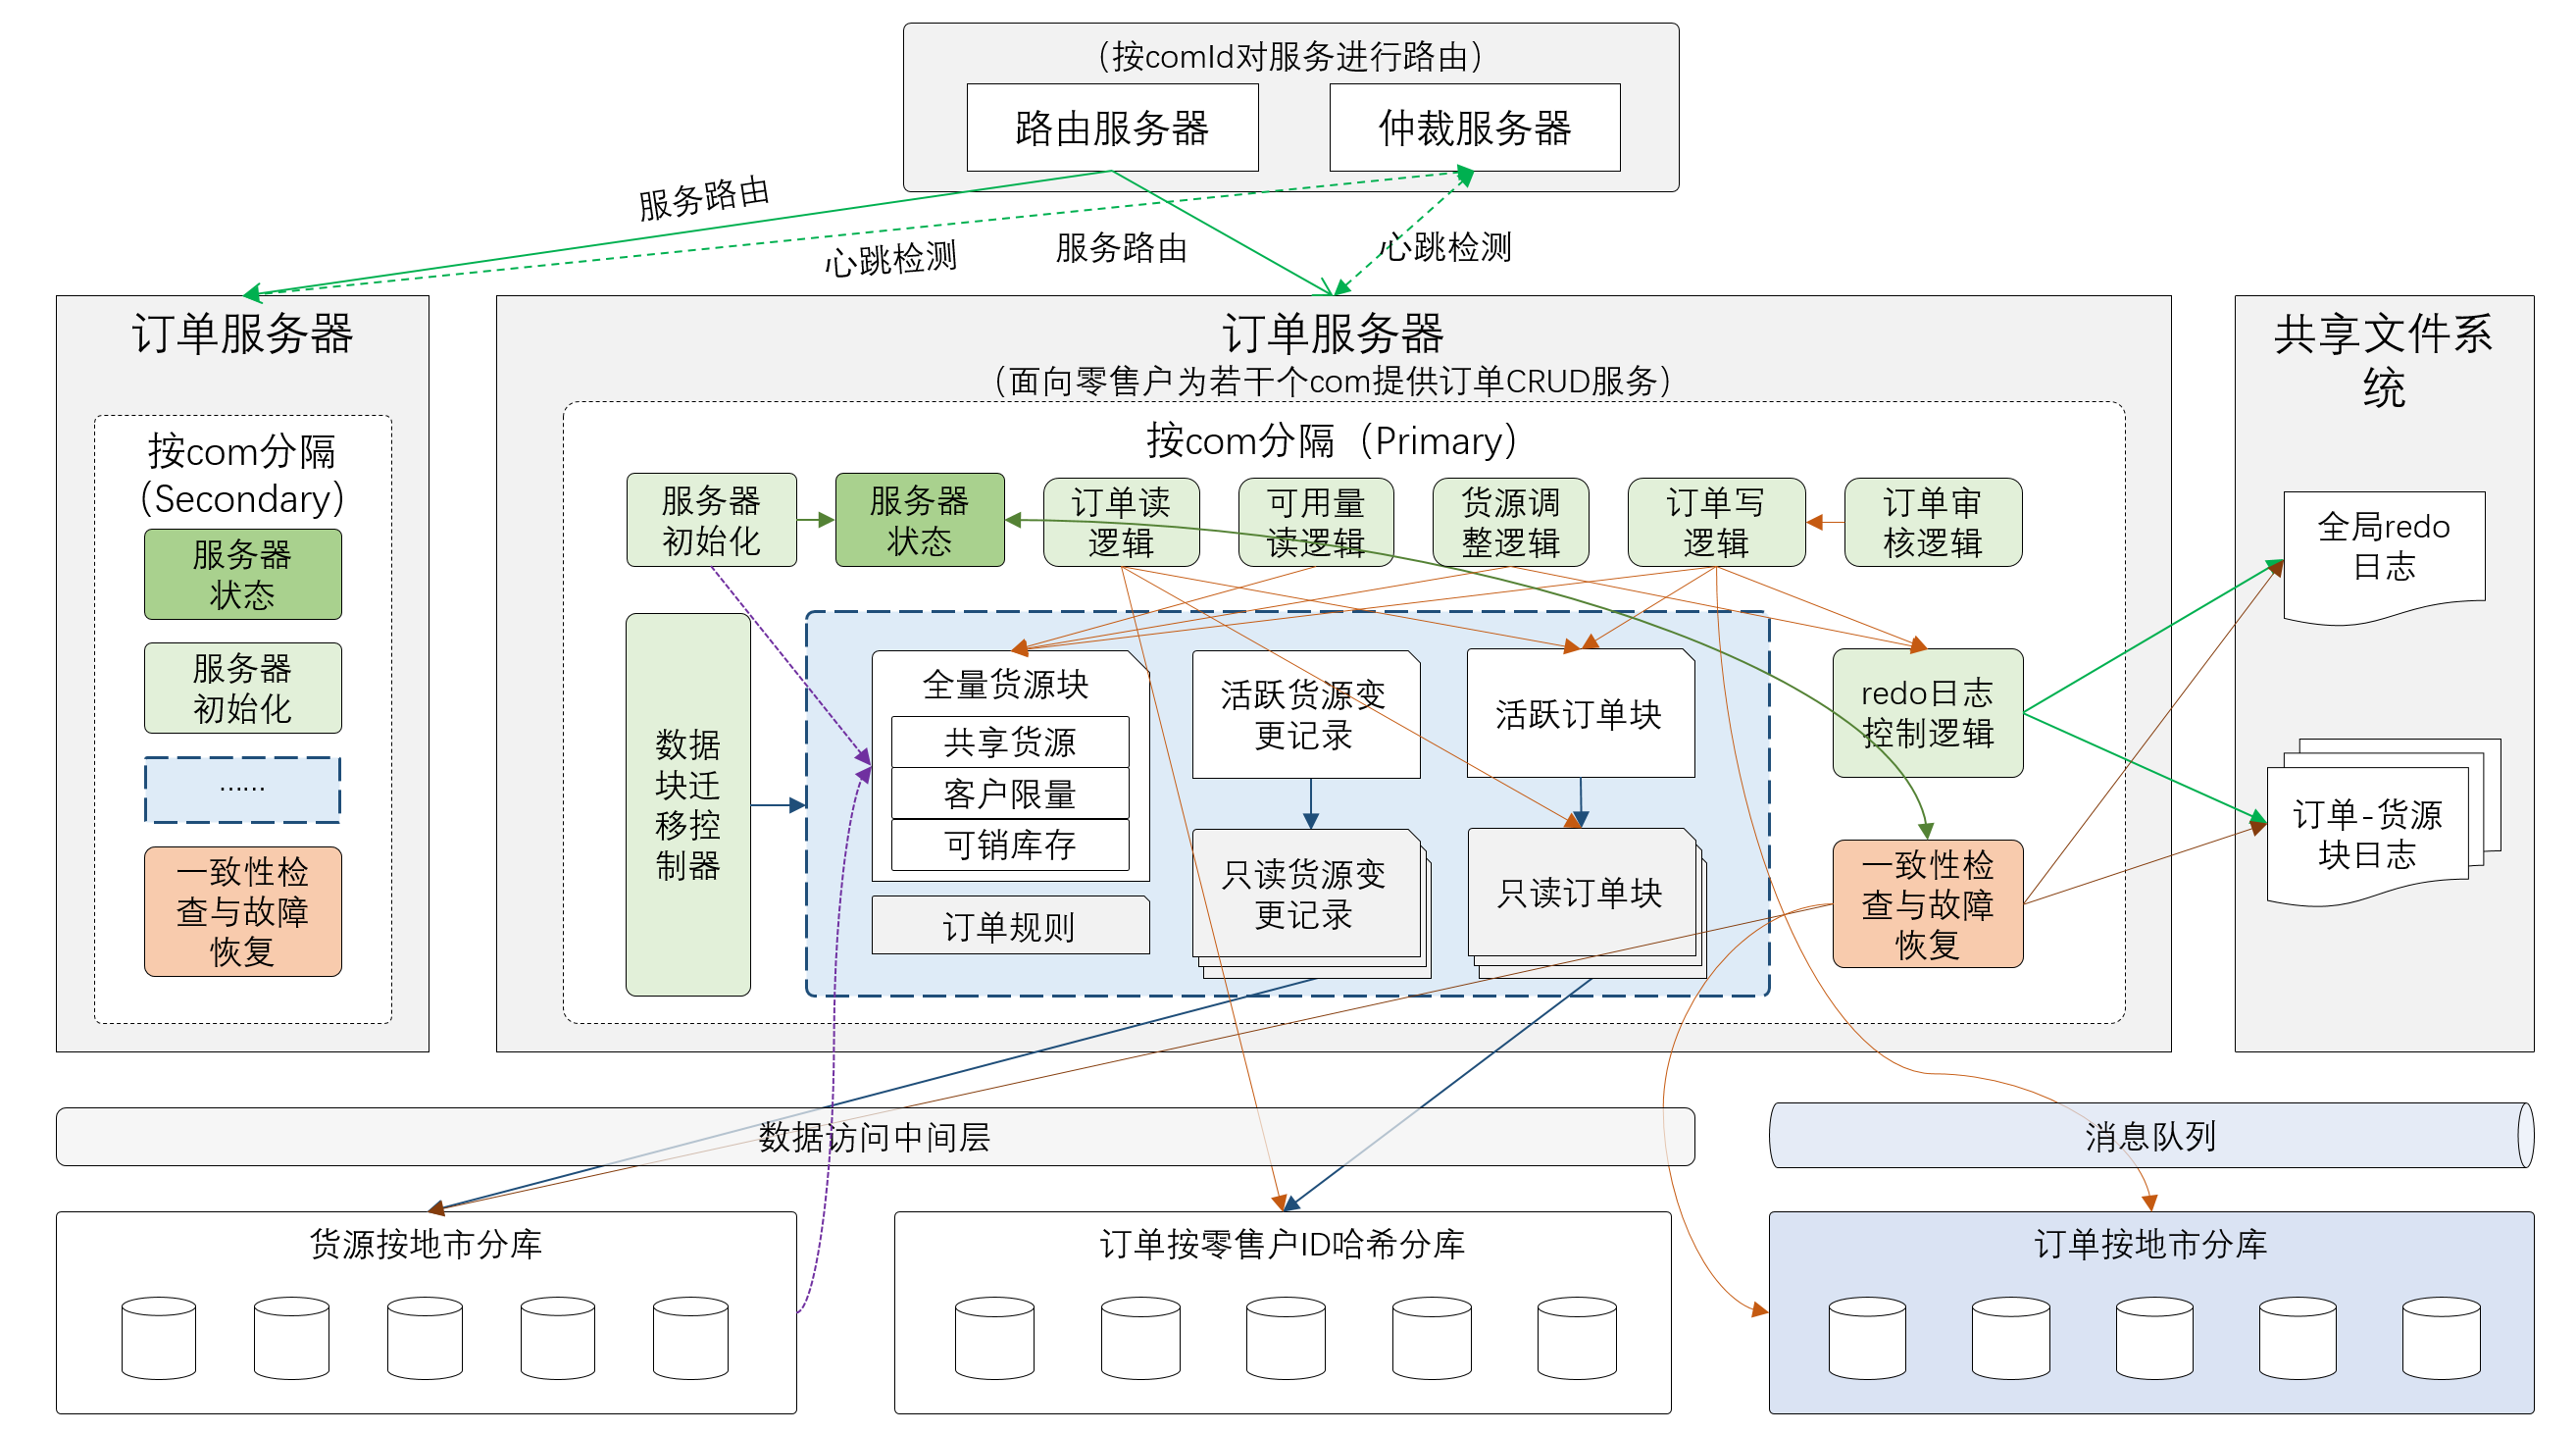 （按comId对服务进行路由）
路由服务器
仲裁服务器
服务路由
心跳检测
服务路由
心跳检测
订单服务器
按com分隔
（Secondary）
服务器
状态
服务器
初始化
……
一致性检
查与故障
恢复
订单服务器
（面向零售户为若干个com提供订单CRUD服务）
按com分隔（Primary）
服务器
初始化
服务器
状态
订单读
逻辑
可用量
读逻辑
货源调
整逻辑
订单写
逻辑
订单审
核逻辑
数据
块迁
移控
制器
全量货源块
共享货源
客户限量
可销库存
订单规则
活跃货源变
更记录
只读货源变
更记录
活跃订单块
只读订单块
redo日志
控制逻辑
一致性检
查与故障
恢复
共享文件系
统
全局redo
日志
订单-货源
块日志
数据访问中间层
消息队列
货源按地市分库
订单按零售户ID哈希分库
订单按地市分库